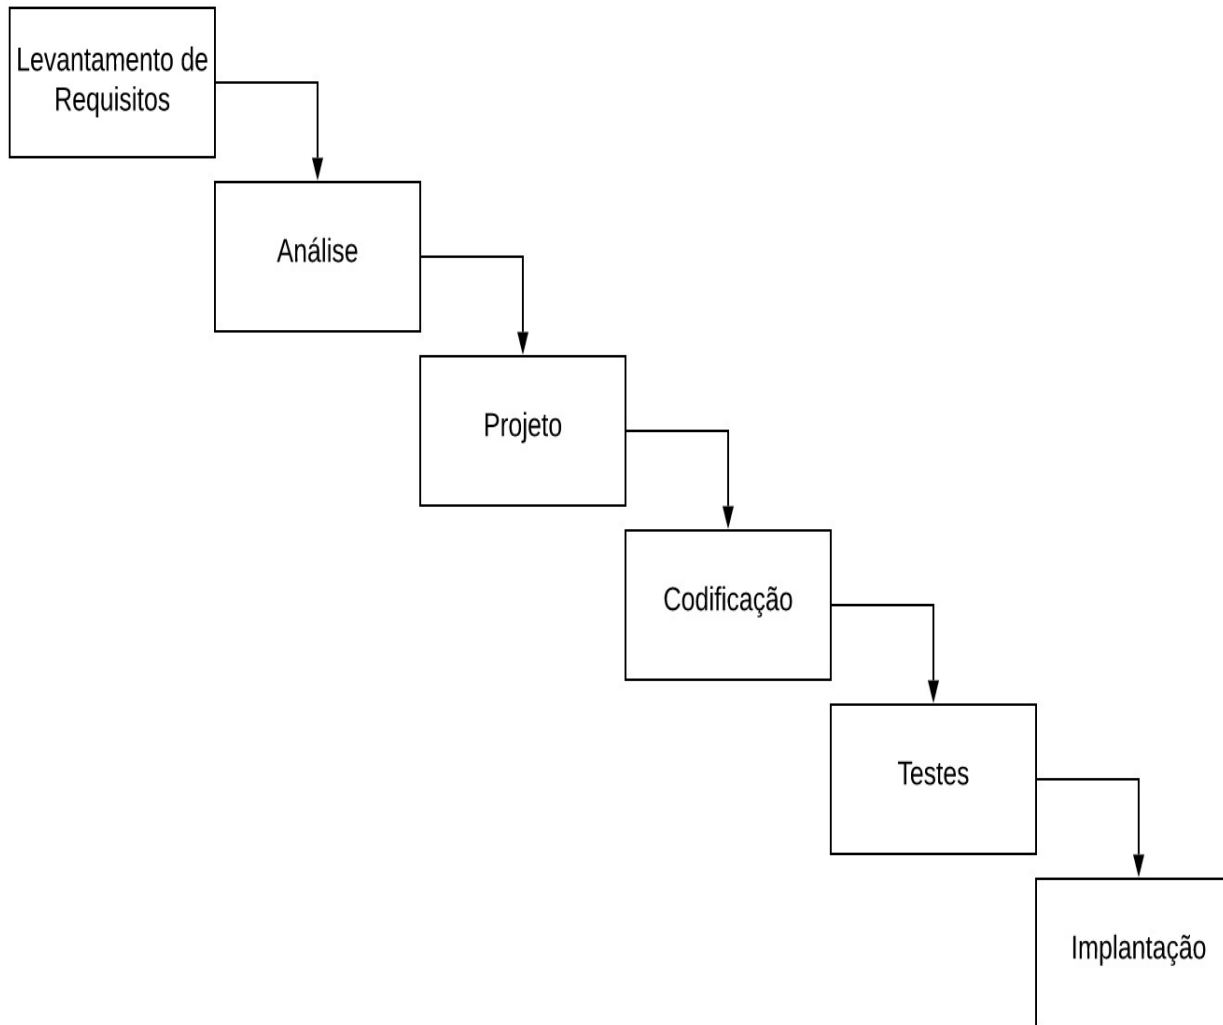 Levantamento de
Requisitos
Análise
Projeto
Codificação
Testes
Implantação